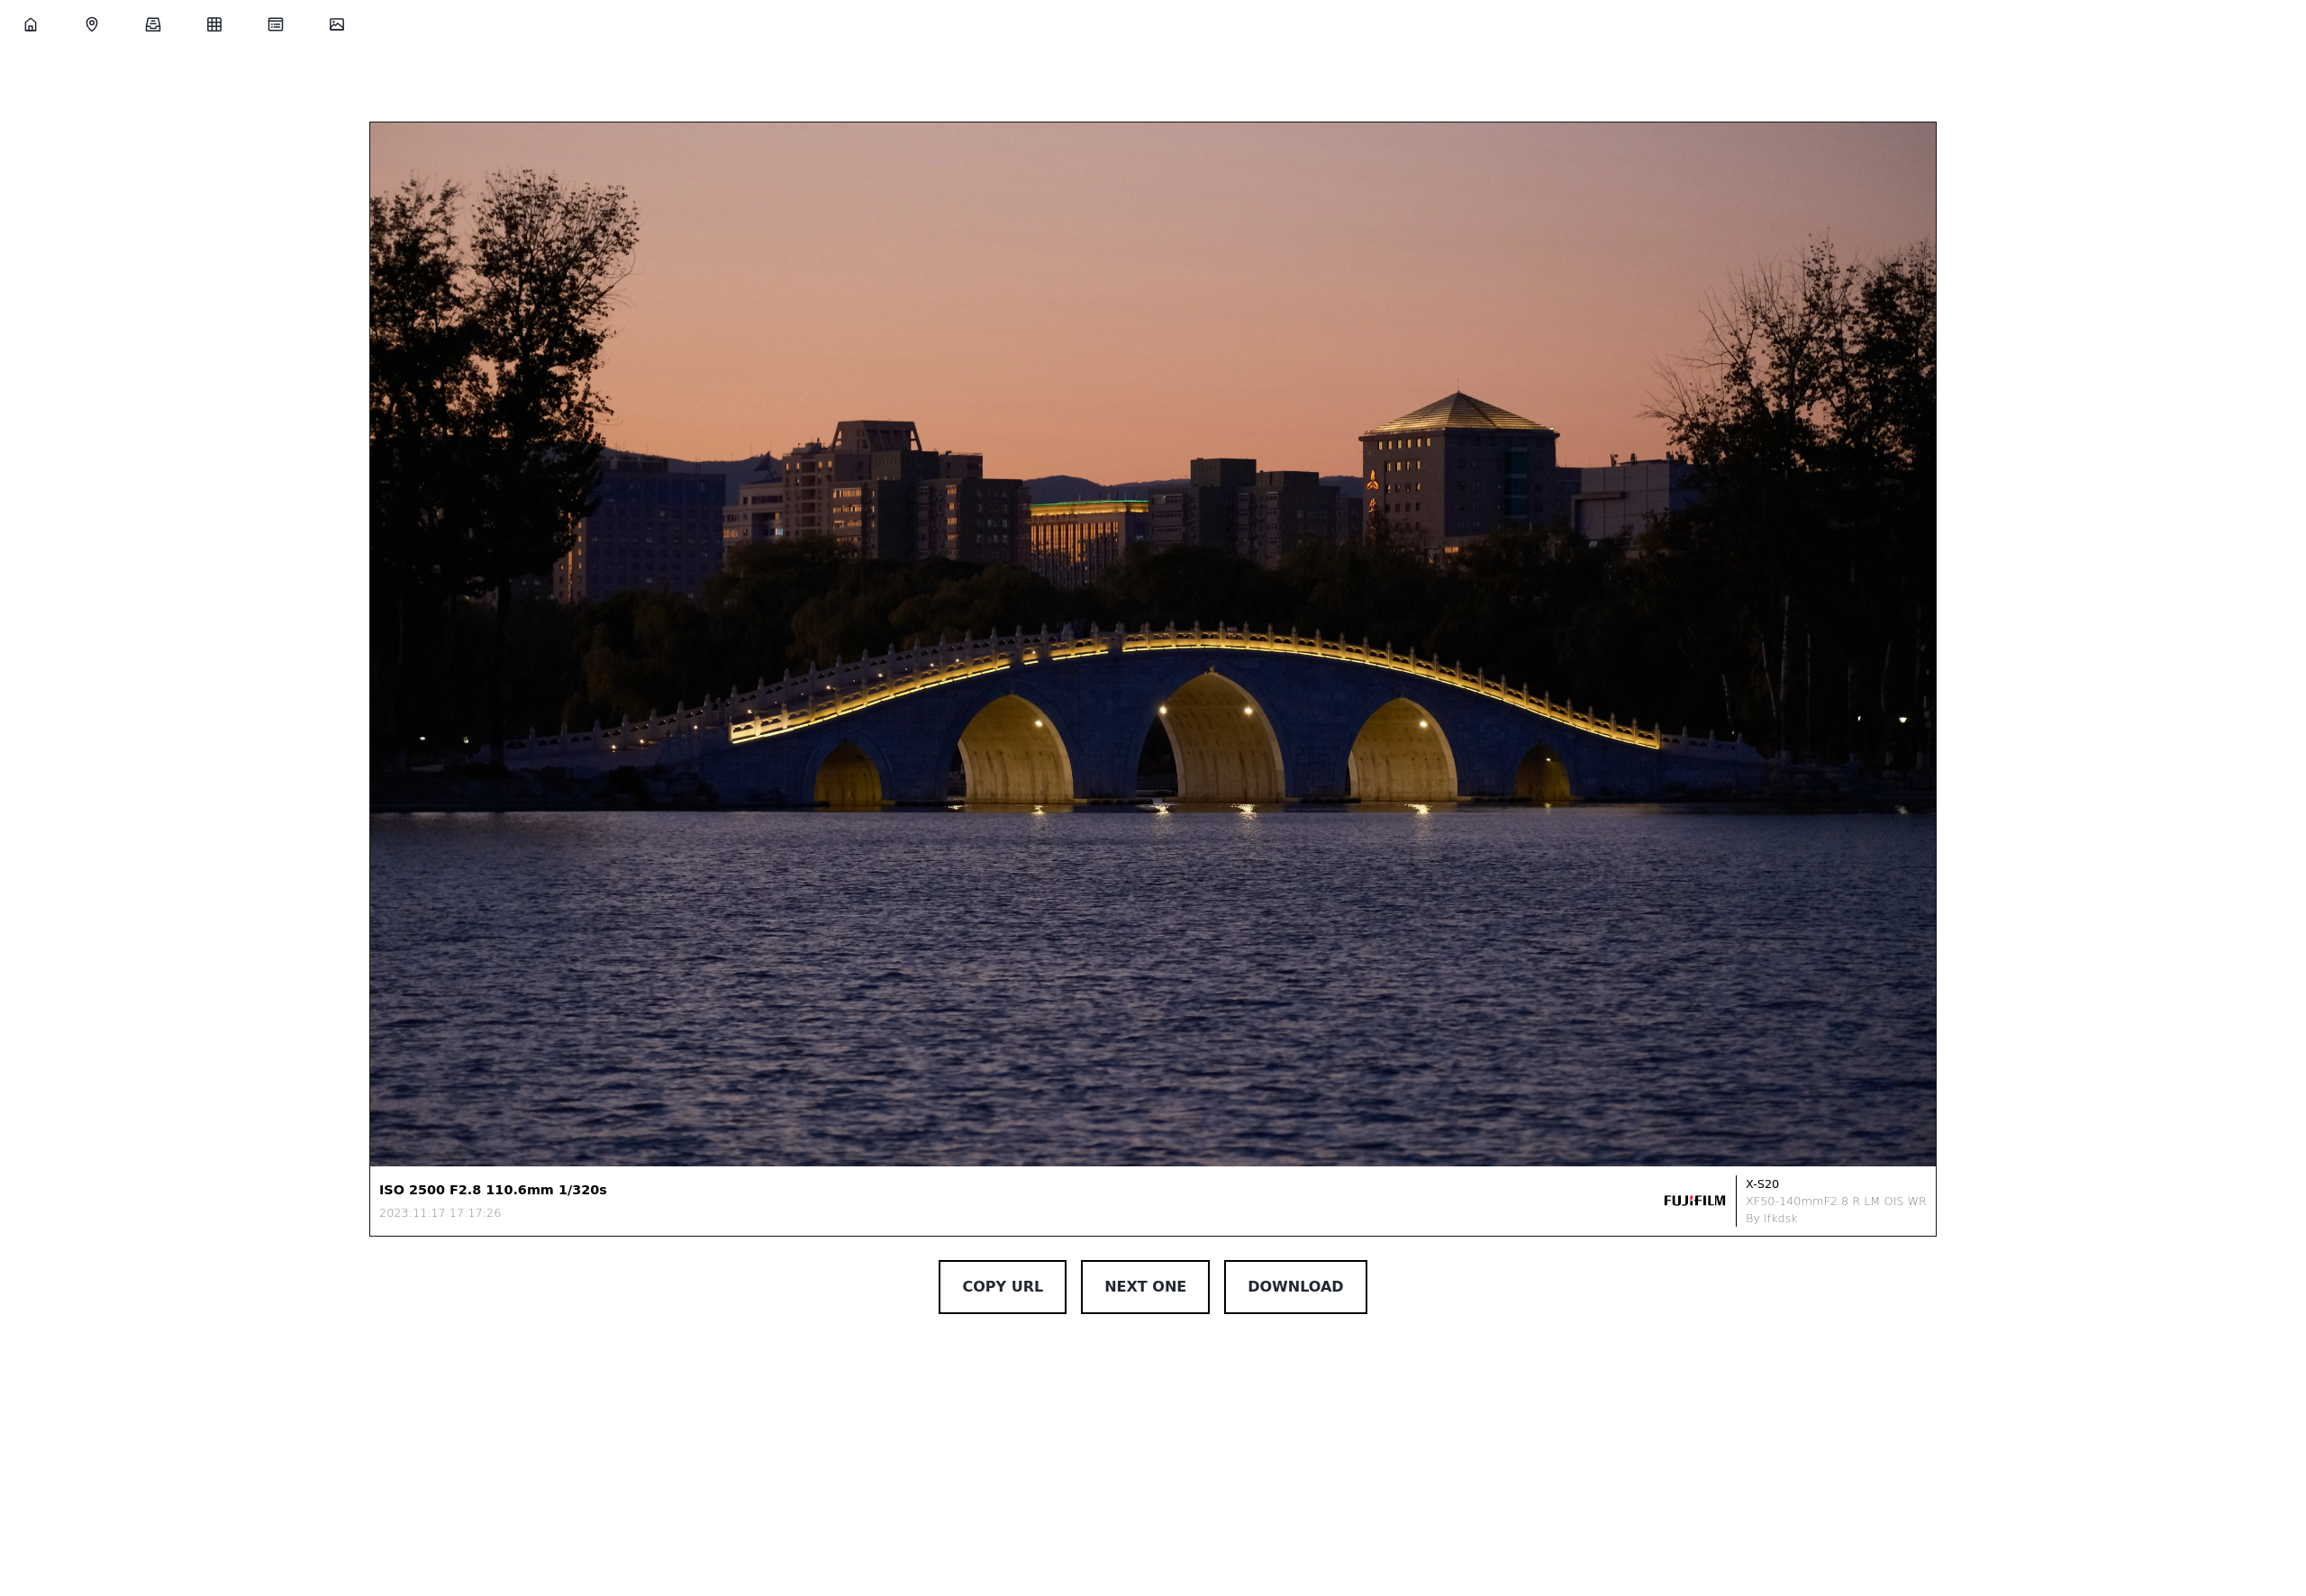 ISO 2500 F2.8 110.6mm 1/320s
2023:11:17 17:17:26
FUJIFILM
X-S20
XF50-140mmF2.8 R LM OIS WR
By lfkdsk
COPY URL
NEXT ONE
DOWNLOAD